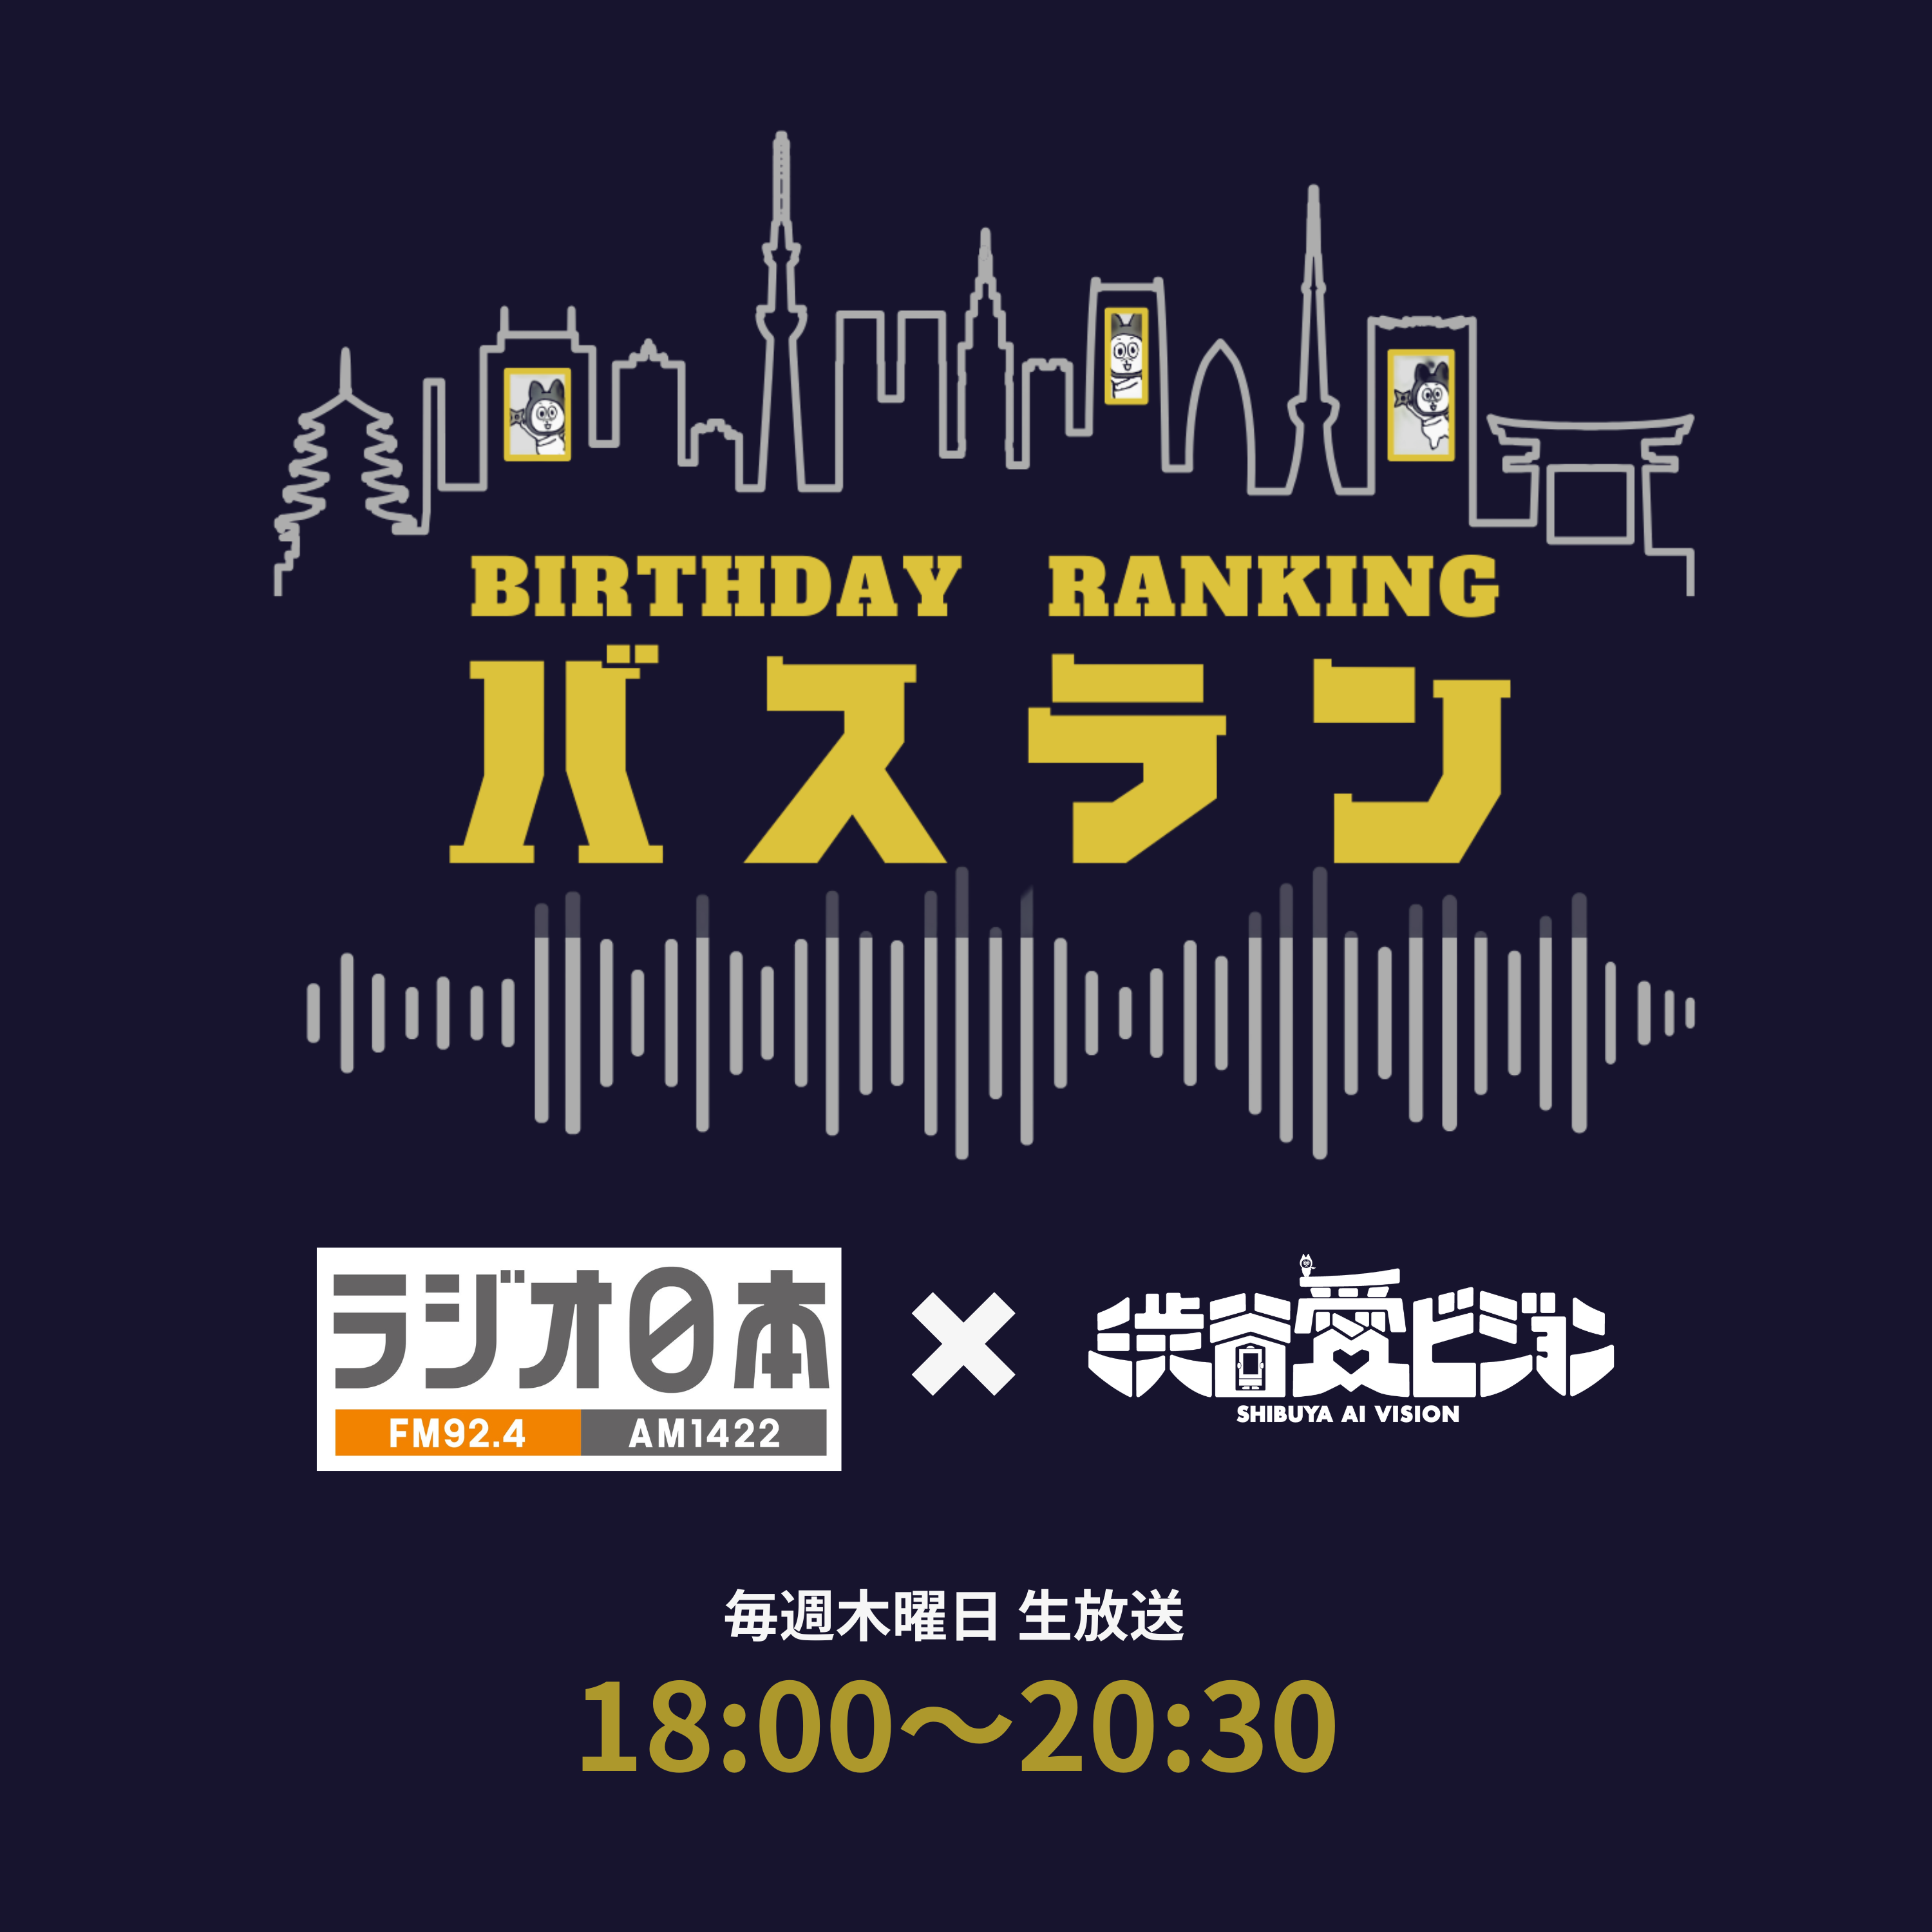 BIRTHDAY RANKING
バスラン
ラジオ日本
FM92.4 AM1422
×
渋谷愛ビジョン
SHIBUYA AI VISION
毎週木曜日 生放送
18:00～20:30